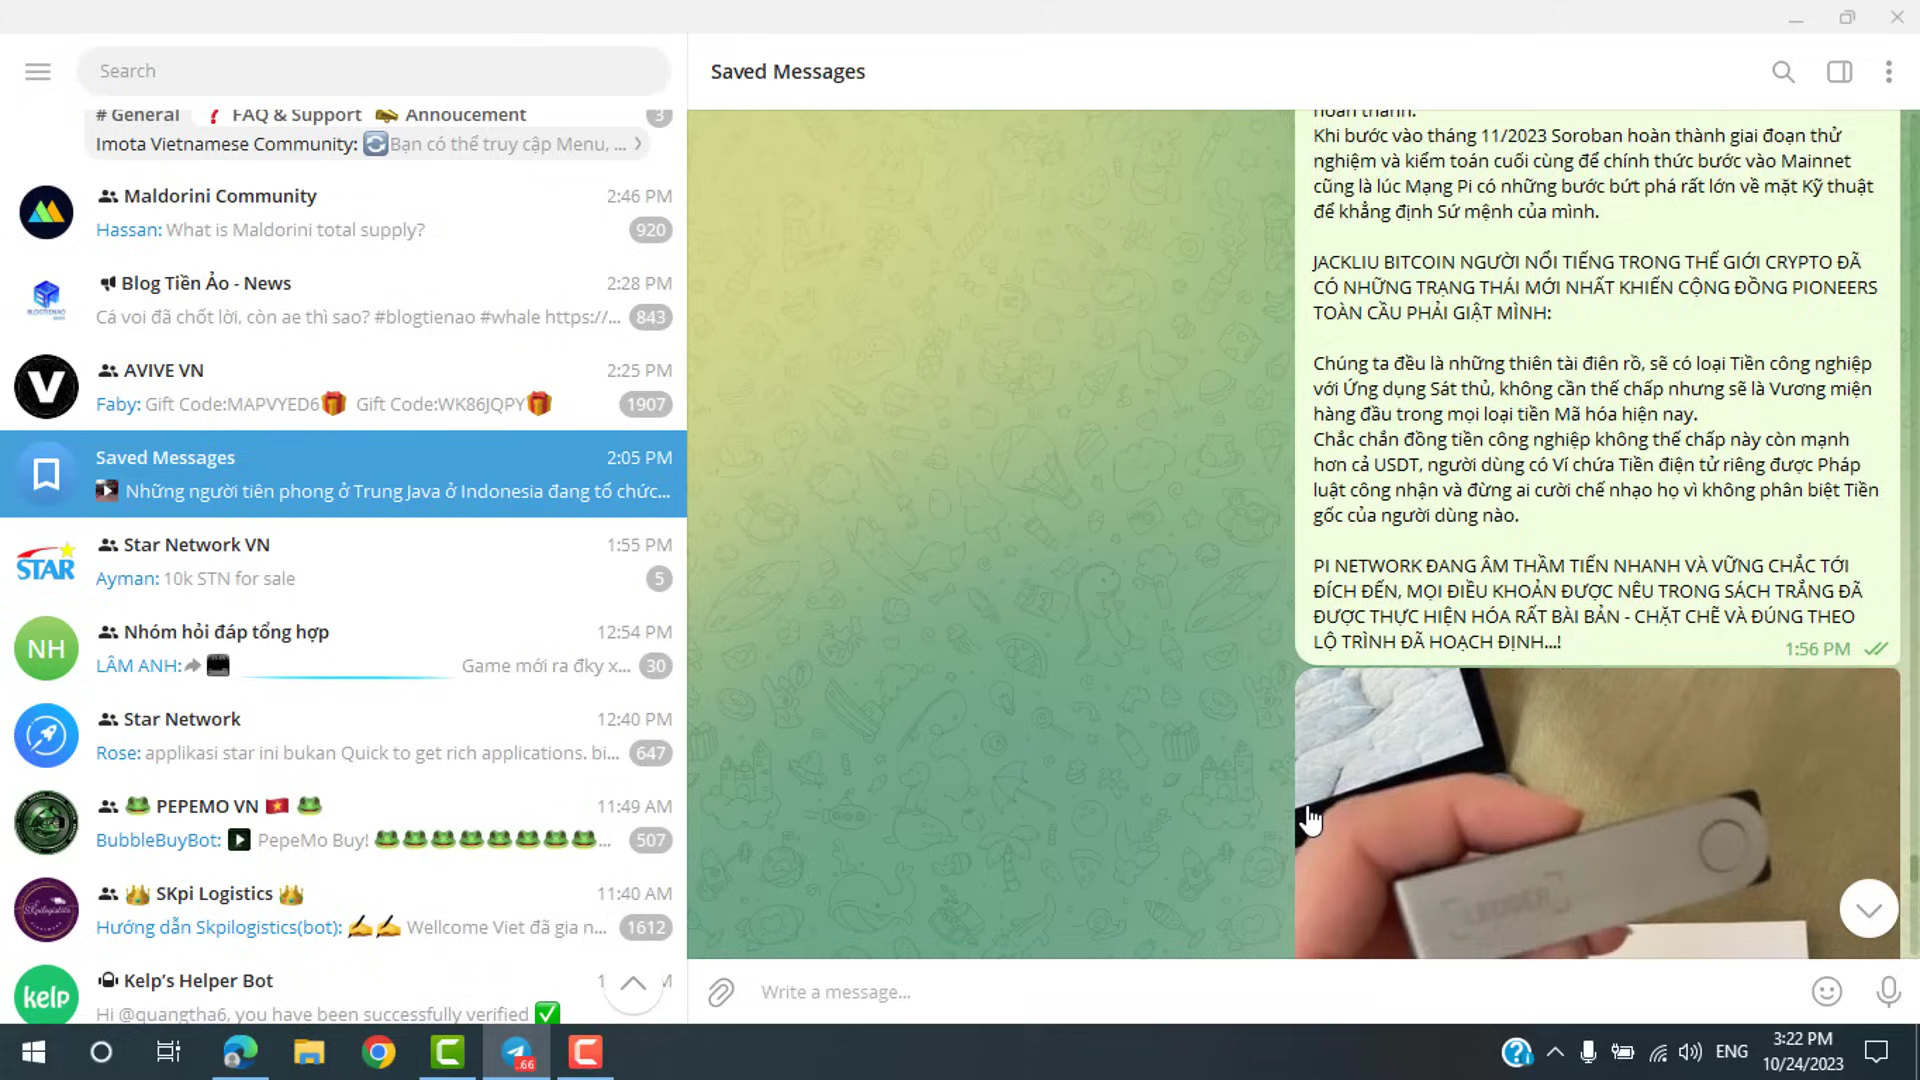 Search
# General ❗ FAQ & Support Annoucement 3
Imota Vietnamese Community: Bạn có thể truy cập Menu, ...
Maldorini Community 2:46 PM
Hassan: What is Maldorini total supply? 920
Blog Tiền Ảo - News 2:28 PM
Cá voi đã chốt lời, còn ae thì sao? #blogtienao #whale https://... 843
BLOGTIENAO
V
AVIVE VN 2:25 PM
Faby: Gift Code:MAPVYED6🎁 Gift Code:WK86JQPY🎁 1907
Saved Messages 2:05 PM
Những người tiên phong ở Trung Java ở Indonesia đang tổ chức...
STAR
Star Network VN 1:55 PM
Ayman: 10k STN for sale 5
NH
Nhóm hỏi đáp tổng hợp 12:54 PM
LÂM ANH: Game mới ra đky x... 30
Star Network 12:40 PM
Rose: applikasi star ini bukan Quick to get rich applications. bi... 647
🐸 PEPEMO VN 🇻🇳 🐸 11:49 AM
BubbleBuyBot: PepeMo Buy! 🐸🐸🐸🐸🐸🐸🐸🐸... 507
👑 SKpi Logistics 👑 11:40 AM
Hướng dẫn Skpilogistics(bot): ✍️✍️ Wellcome Viet đã gia n... 1612
kelp
Kelp's Helper Bot
Hi @quangtha6, you have been successfully verified ✅
Saved Messages
hoàn thành.
Khi bước vào tháng 11/2023 Soroban hoàn thành giai đoạn thử
nghiệm và kiểm toán cuối cùng để chính thức bước vào Mainnet
cũng là lúc Mạng Pi có những bước bứt phá rất lớn về mặt Kỹ thuật
để khẳng định Sứ mệnh của mình.
JACKLIU BITCOIN NGƯỜI NỔI TIẾNG TRONG THẾ GIỚI CRYPTO ĐÃ
CÓ NHỮNG TRẠNG THÁI MỚI NHẤT KHIẾN CỘNG ĐỒNG PIONEERS
TOÀN CẦU PHẢI GIẬT MÌNH:
Chúng ta đều là những thiên tài điên rồ, sẽ có loại Tiền công nghiệp
với Ứng dụng Sát thủ, không cần thế chấp nhưng sẽ là Vương miện
hàng đầu trong mọi loại tiền Mã hóa hiện nay.
Chắc chắn đồng tiền công nghiệp không thế chấp này còn mạnh
hơn cả USDT, người dùng có Ví chứa Tiền điện tử riêng được Pháp
luật công nhận và đừng ai cười chế nhạo họ vì không phân biệt Tiền
gốc của người dùng nào.
PI NETWORK ĐANG ÂM THẦM TIẾN NHANH VÀ VỮNG CHẮC TỚI
ĐÍCH ĐẾN, MỌI ĐIỀU KHOẢN ĐƯỢC NÊU TRONG SÁCH TRẮNG ĐÃ
ĐƯỢC THỰC HIỆN HÓA RẤT BÀI BẢN - CHẶT CHẼ VÀ ĐÚNG THEO
LỘ TRÌNH ĐÃ HOẠCH ĐỊNH...!
1:56 PM
LEDGER
Write a message...
..66
ENG
3:22 PM
10/24/2023